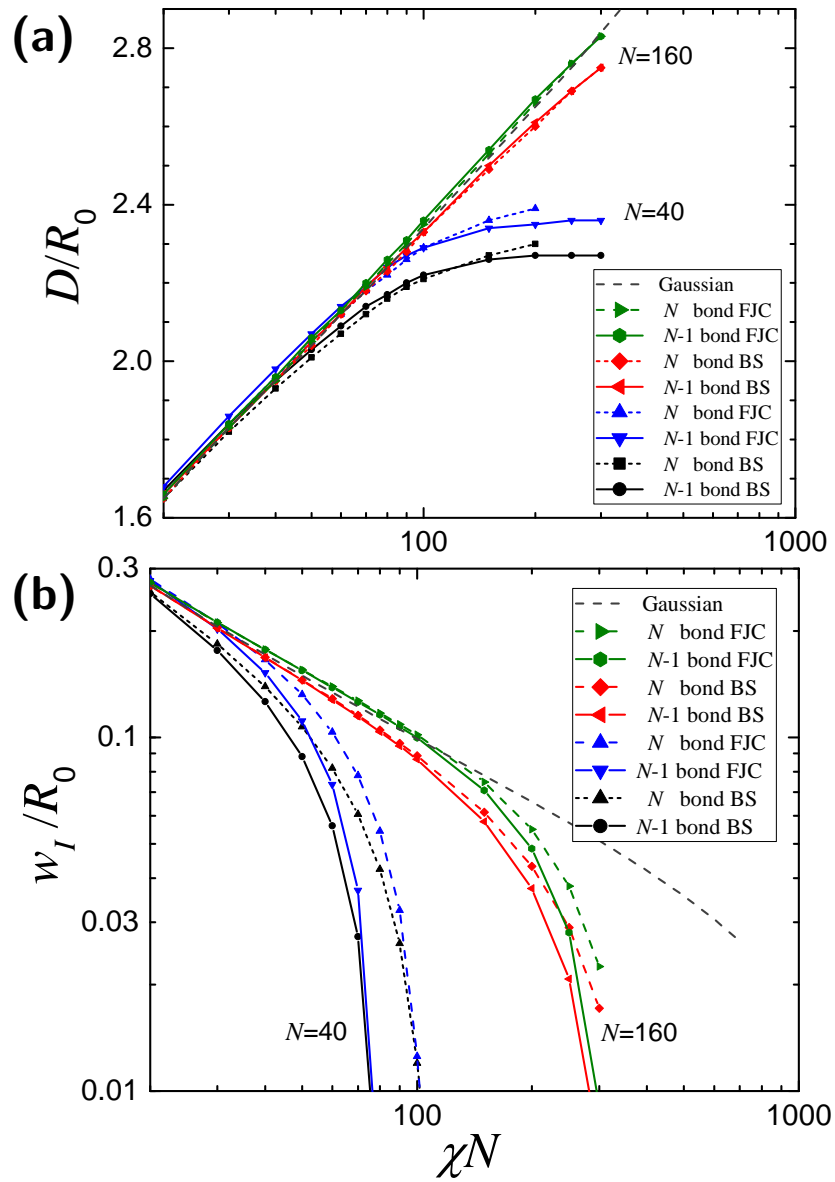 (a)
2.8
2.4
2.0
1.6
D/R0
N=160
N=40
Gaussian
N bond FJC
N-1 bond FJC
N bond BS
N-1 bond BS
N bond FJC
N-1 bond FJC
N bond BS
N-1 bond BS
100
1000
(b)
0.3
0.1
0.03
0.01
wI/R0
Gaussian
N bond FJC
N-1 bond FJC
N bond BS
N-1 bond BS
N bond FJC
N-1 bond FJC
N bond BS
N-1 bond BS
N=40
N=160
100
1000
χN